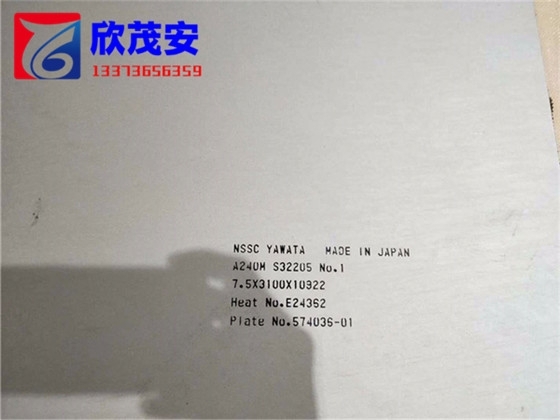 欣茂安
13373656359
NSSC YAWATA MADE IN JAPAN
A240M S32205 No.1
7.5X3100X10922
Heat No.E24362
Plate No.574036-01